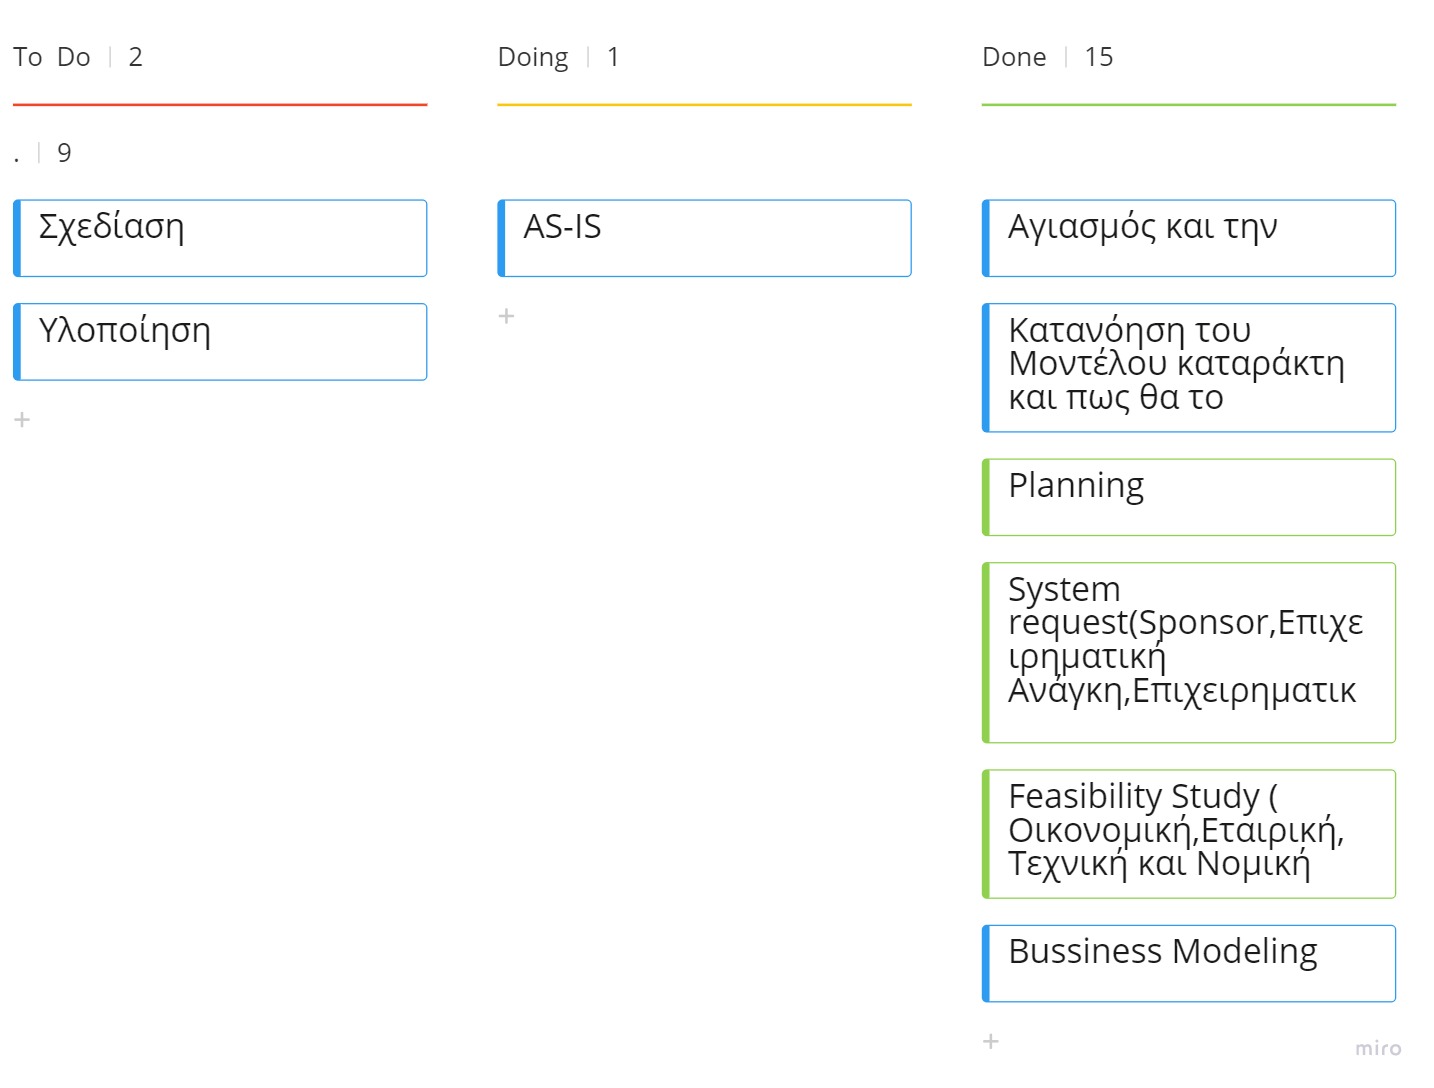 To Do | 2
Doing | 1
Done | 15
. | 9
Σχεδίαση
Υλοποίηση
+
AS-IS
+
Αγιασμός και την
Κατανόηση του
Μοντέλου καταράκτη
και πως θα το
Planning
System
request(Sponsor,Επιχε
ιρηματική
Ανάγκη,Επιχειρηματικ
Feasibility Study (
Οικονομική,Εταιρική,
Τεχνική και Νομική
Bussiness Modeling
+
miro